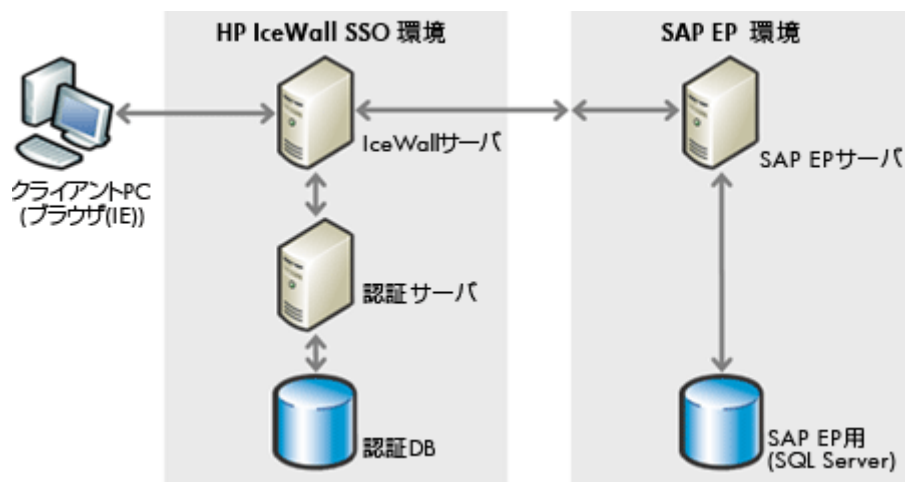 HP IceWall SSO 環境
SAP EP 環境
IceWallサーバ
SAP EPサーバ
クライアントPC
(ブラウザ(IE))
認証サーバ
認証DB
SAP EP用
(SQL Server)